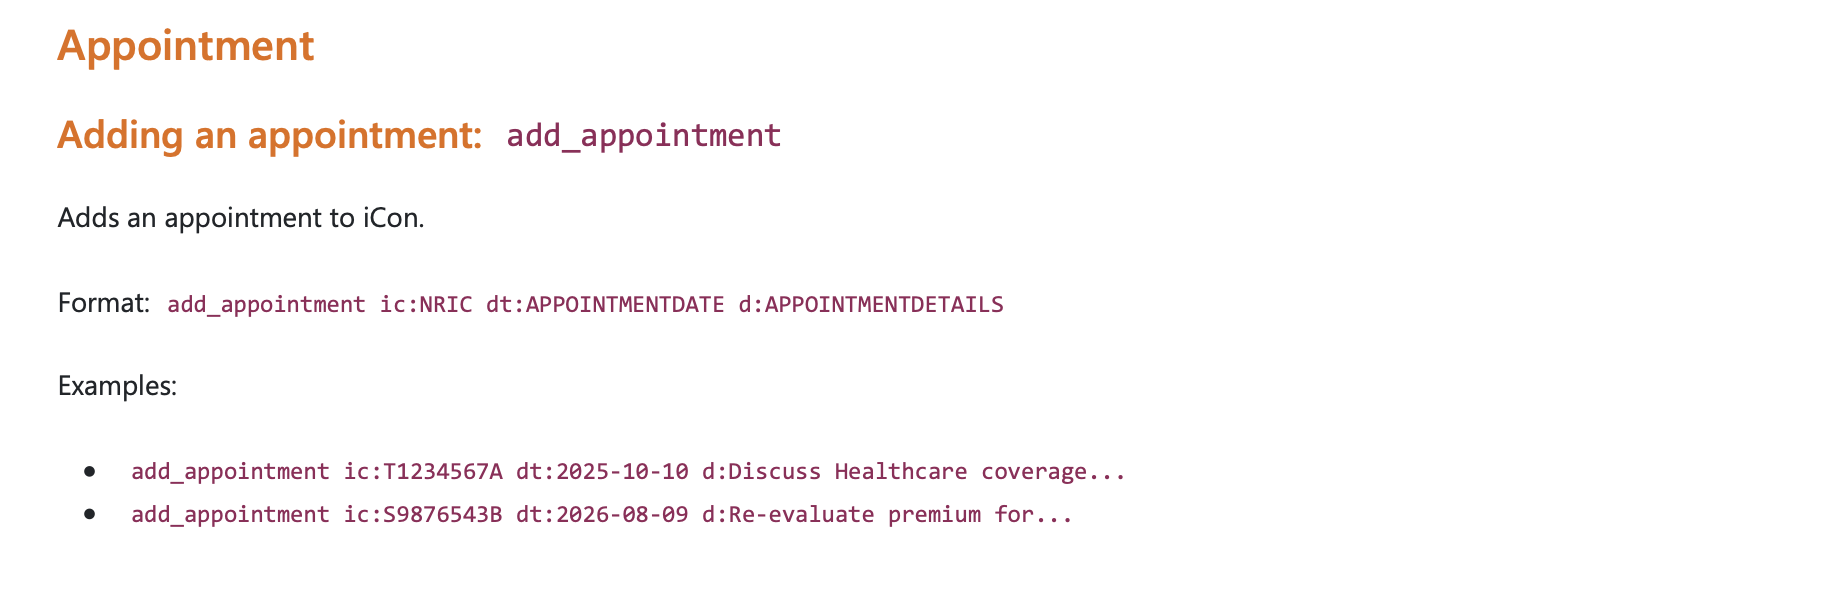 Appointment
Adding an appointment: add_appointment
Adds an appointment to iCon.
Format: add_appointment ic:NRIC dt:APPOINTMENTDATE d:APPOINTMENTDETAILS
Examples:
● add_appointment ic:T1234567A dt:2025-10-10 d:Discuss Healthcare coverage...
● add_appointment ic:S9876543B dt:2026-08-09 d:Re-evaluate premium for...